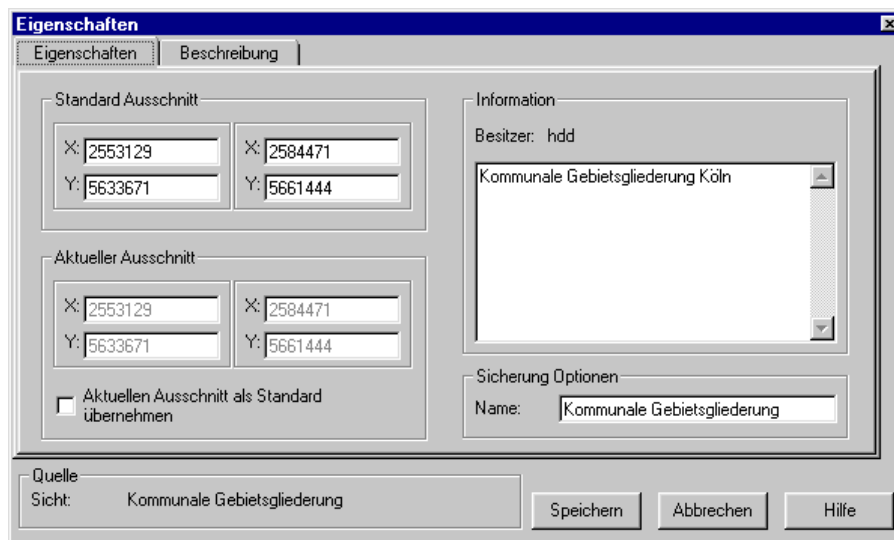 Eigenschaften
Eigenschaften
Beschreibung
Standard Ausschnitt
X: 2553129
X: 2584471
Y: 5633671
Y: 5661444
Aktueller Ausschnitt
X: 2553129
X: 2584471
Y: 5633671
Y: 5661444
Aktuellen Ausschnitt als Standard
übernehmen
Information
Besitzer: hdd
Kommunale Gebietsgliederung Köln
Sicherung Optionen
Name: Kommunale Gebietsgliederung
Quelle
Sicht: Kommunale Gebietsgliederung
Speichern
Abbrechen
Hilfe